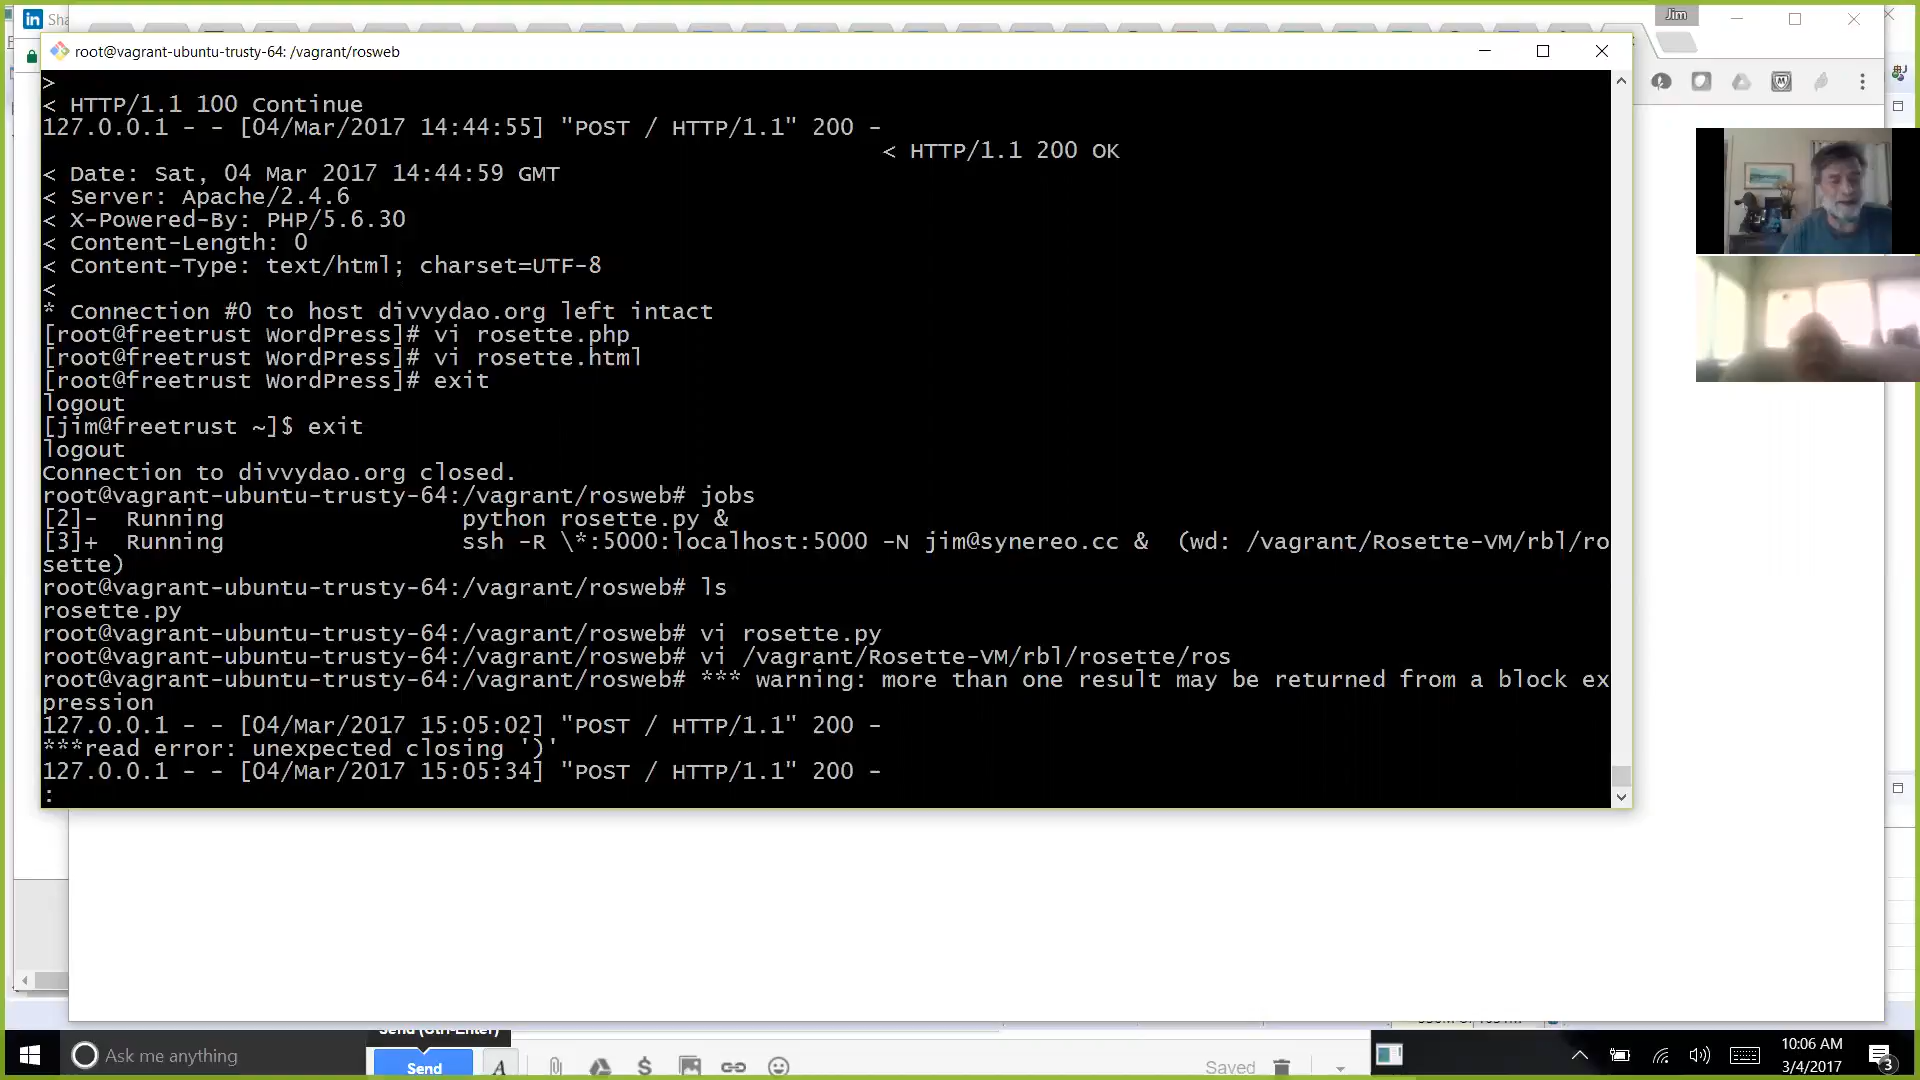 in Sha
Jim
root@vagrant-ubuntu-trusty-64: /vagrant/rosweb
>
< HTTP/1.1 100 Continue
127.0.0.1 - - [04/Mar/2017 14:44:55] "POST / HTTP/1.1" 200 -
< HTTP/1.1 200 OK
< Date: Sat, 04 Mar 2017 14:44:59 GMT
< Server: Apache/2.4.6
< X-Powered-By: PHP/5.6.30
< Content-Length: 0
< Content-Type: text/html; charset=UTF-8
<
* Connection #0 to host divvydao.org left intact
[root@freetrust WordPress]# vi rosette.php
[root@freetrust WordPress]# vi rosette.html
[root@freetrust WordPress]# exit
logout
[jim@freetrust ~]$ exit
logout
Connection to divvydao.org closed.
root@vagrant-ubuntu-trusty-64:/vagrant/rosweb# jobs
[2]- Running python rosette.py &
[3]+ Running ssh -R \*:5000:localhost:5000 -N jim@synereo.cc & (wd: /vagrant/Rosette-VM/rbl/ro
sette)
root@vagrant-ubuntu-trusty-64:/vagrant/rosweb# ls
rosette.py
root@vagrant-ubuntu-trusty-64:/vagrant/rosweb# vi rosette.py
root@vagrant-ubuntu-trusty-64:/vagrant/rosweb# vi /vagrant/Rosette-VM/rbl/rosette/ros
root@vagrant-ubuntu-trusty-64:/vagrant/rosweb# *** warning: more than one result may be returned from a block ex
pression
127.0.0.1 - - [04/Mar/2017 15:05:02] "POST / HTTP/1.1" 200 -
***read error: unexpected closing ')'
127.0.0.1 - - [04/Mar/2017 15:05:34] "POST / HTTP/1.1" 200 -
:
Send (Ctrl-Enter)
Ask me anything
Send
A
$
Saved
10:06 AM
3/4/2017
3